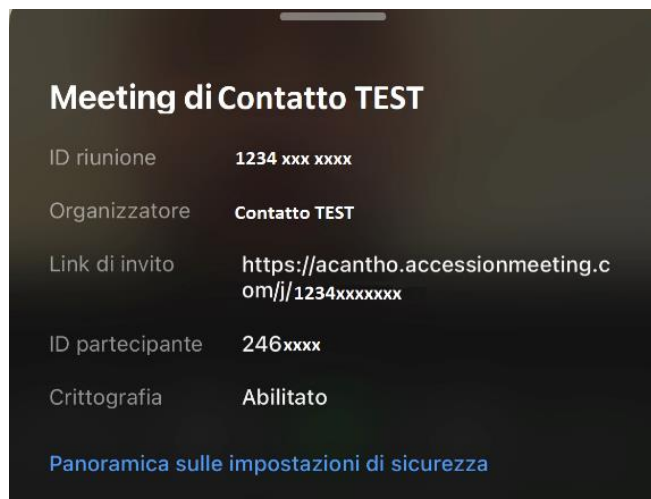 Meeting di Contatto TEST
ID riunione 1234 xxx xxxx
Organizzatore Contatto TEST
Link di invito https://acantho.accessionmeeting.c
om/j/1234xxxxxxx
ID partecipante 246xxxx
Crittografia Abilitato
Panoramica sulle impostazioni di sicurezza